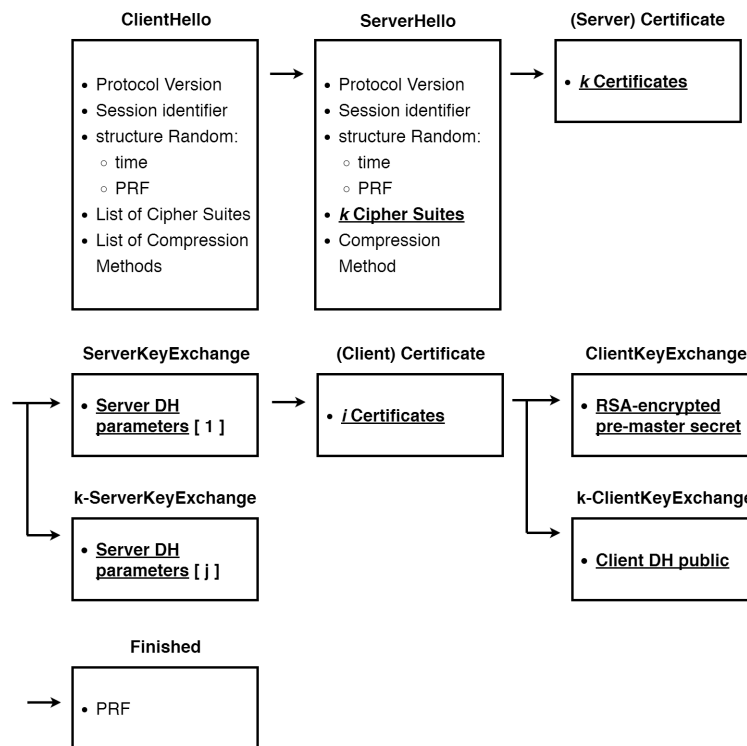 ClientHello
Protocol Version
Session identifier
structure Random:
time
PRF
List of Cipher Suites
List of Compression
Methods
ServerHello
Protocol Version
Session identifier
structure Random:
time
PRF
k Cipher Suites
Compression
Method
(Server) Certificate
k Certificates
ServerKeyExchange
Server DH
parameters [ 1 ]
k-ServerKeyExchange
Server DH
parameters [ j ]
(Client) Certificate
i Certificates
ClientKeyExchange
RSA-encrypted
pre-master secret
k-ClientKeyExchange
Client DH public
Finished
PRF